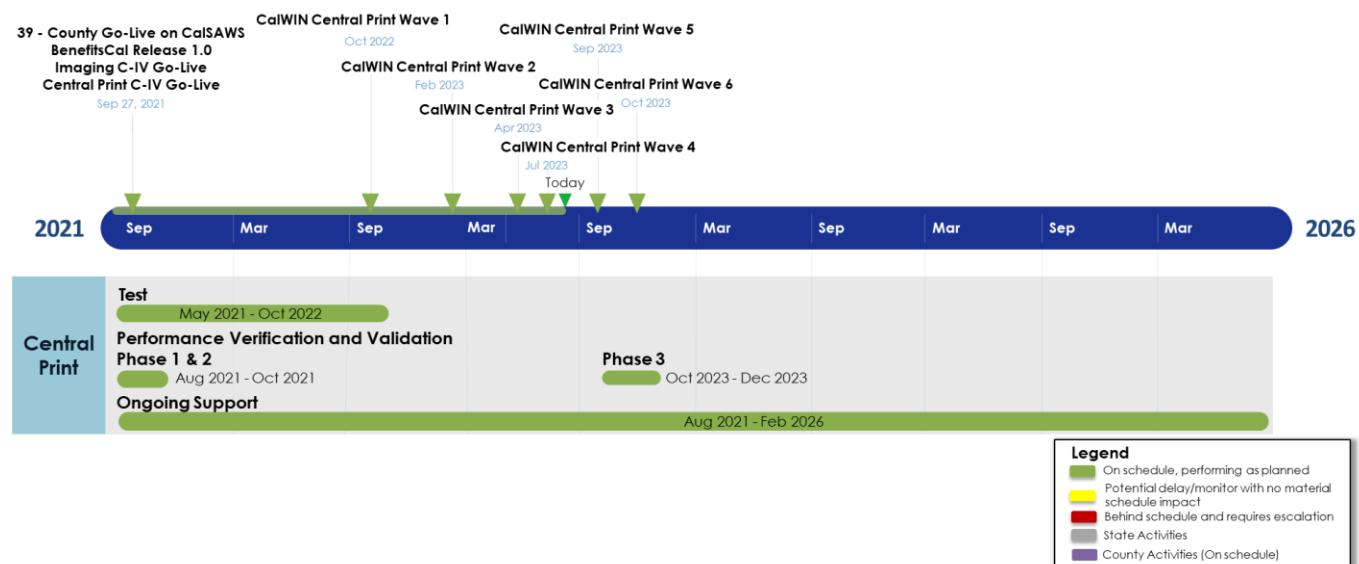 39 - County Go-Live on CalSAWS
BenefitsCal Release 1.0
Imaging C-IV Go-Live
Central Print C-IV Go-Live
Sep 27, 2021
CalWIN Central Print Wave 1
Oct 2022
CalWIN Central Print Wave 2
Feb 2023
CalWIN Central Print Wave 3
Apr 2023
CalWIN Central Print Wave 4
Jul 2023
CalWIN Central Print Wave 5
Sep 2023
CalWIN Central Print Wave 6
Oct 2023
Today
2021
Sep
Mar
Sep
Mar
Sep
Mar
Sep
Mar
Sep
Mar
2026
Central
Print
Test
May 2021 - Oct 2022
Performance Verification and Validation
Phase 1 & 2
Aug 2021 - Oct 2021
Phase 3
Oct 2023 - Dec 2023
Ongoing Support
Aug 2021 - Feb 2026
Legend
On schedule, performing as planned
Potential delay/monitor with no material
schedule impact
Behind schedule and requires escalation
State Activities
County Activities (On schedule)